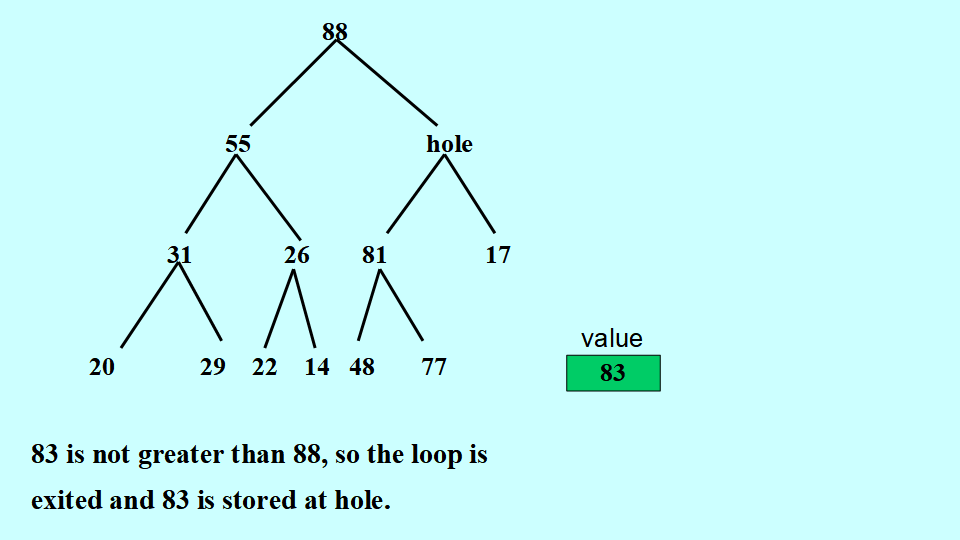 88
55 hole
31 26 81 17
20 29 22 14 48 77
value
83
83 is not greater than 88, so the loop is
exited and 83 is stored at hole.